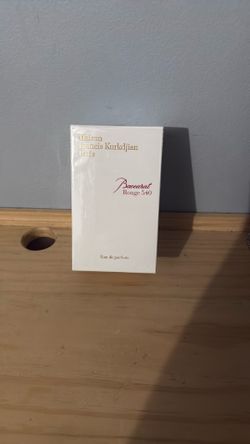 Maison
Francis Kurkdjian
Paris
Baccarat
Rouge 540
Eau de parfum